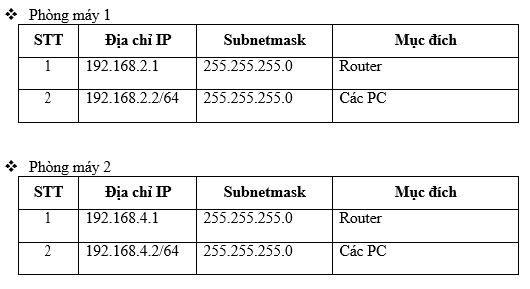 ❖ Phòng máy 1
STT Địa chỉ IP Subnetmask Mục đích
1 192.168.2.1 255.255.255.0 Router
2 192.168.2.2/64 255.255.255.0 Các PC
❖ Phòng máy 2
STT Địa chỉ IP Subnetmask Mục đích
1 192.168.4.1 255.255.255.0 Router
2 192.168.4.2/64 255.255.255.0 Các PC